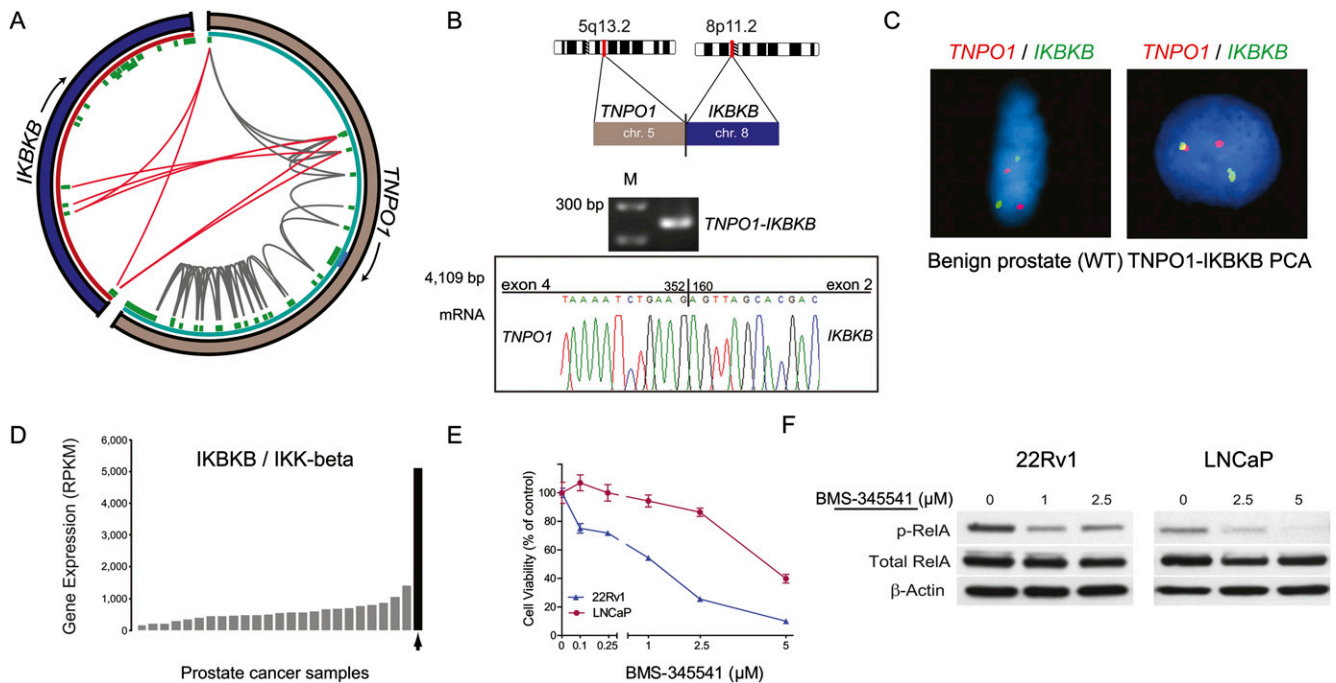 A
IKBKB
TNPO1
B
5q13.2
8p11.2
TNPO1
IKBKB
chr. 5
chr. 8
M
300 bp
TNPO1-IKBKB
4,109 bp
mRNA
exon 4
352
160
exon 2
TAAAATCTGAAGAGTTAGCACGAC
TNPO1
IKBKB
C
TNPO1 / IKBKB
TNPO1 / IKBKB
Benign prostate (WT)
TNPO1-IKBKB PCA
D
IKBKB / IKK-beta
Gene Expression (RPKM)
6,000
5,000
4,000
3,000
2,000
1,000
0
Prostate cancer samples
E
Cell Viability (% of control)
100
80
60
40
20
0
22Rv1
LNCaP
0
0.1
0.25
1
2.5
5
BMS-345541 (µM)
F
22Rv1
LNCaP
BMS-345541 (µM)
0
1
2.5
0
2.5
5
p-RelA
Total RelA
β-Actin